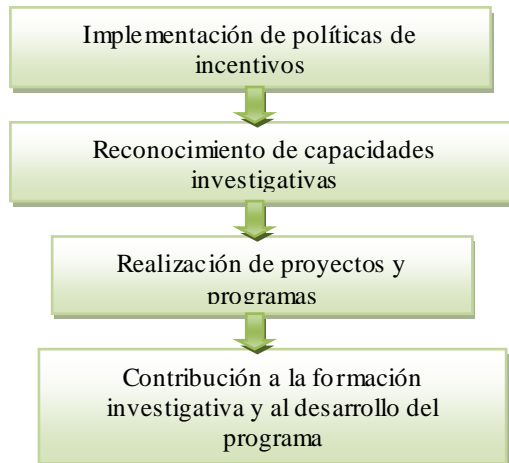 Implementación de políticas de
incentivos
Reconocimiento de capacidades
investigativas
Realización de proyectos y
programas
Contribución a la formación
investigativa y al desarrollo del
programa